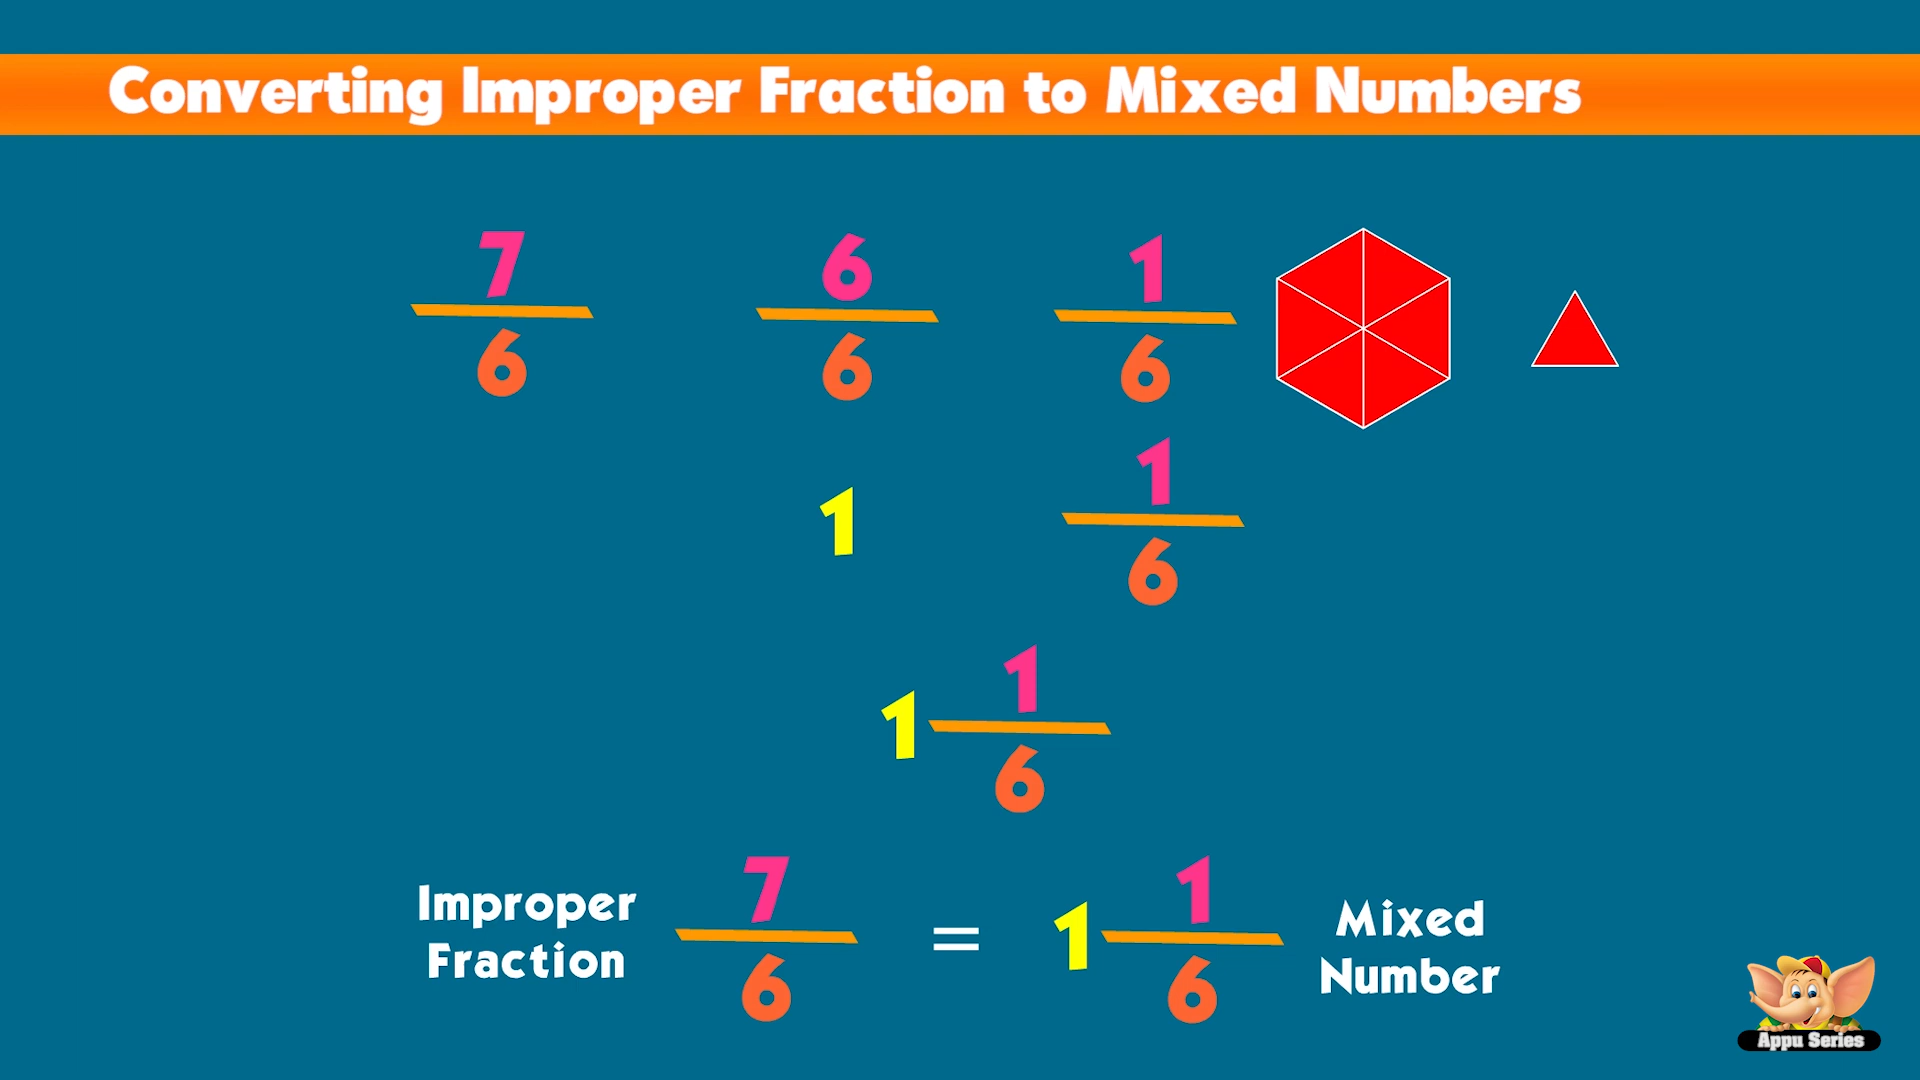 Converting Improper Fraction to Mixed Numbers
7/6 6/6 1/6
1 1/6
1 1/6
Improper Fraction 7/6 = 1 1/6 Mixed Number
Appu Series